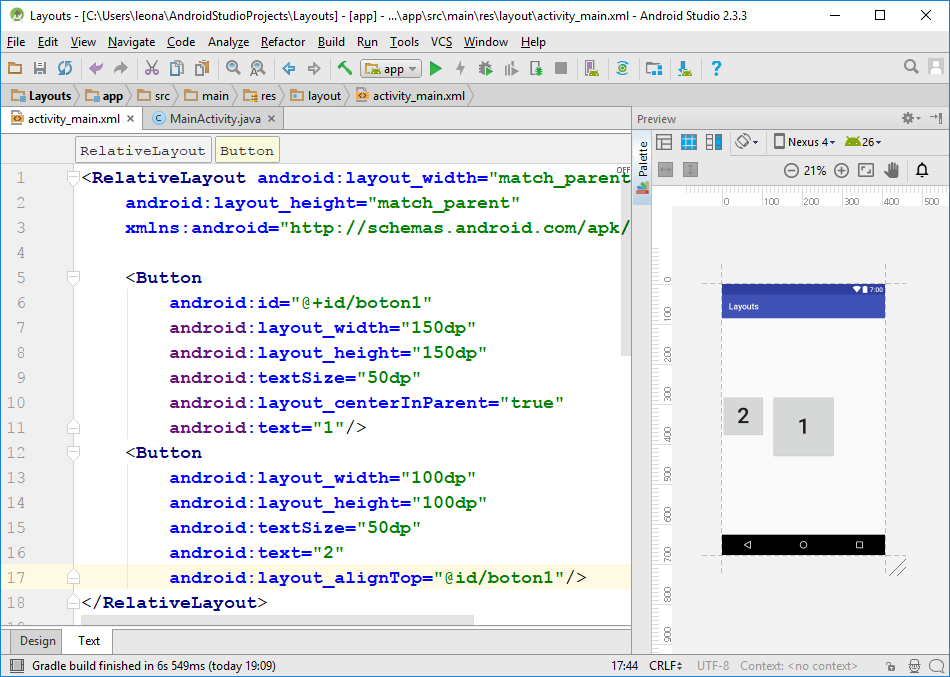 Layouts - [C:\Users\leona\AndroidStudioProjects\Layouts] - [app] - ...\app\src\main\res\layout\activity_main.xml - Android Studio 2.3.3
File Edit View Navigate Code Analyze Refactor Build Run Tools VCS Window Help
app
Layouts app src main res layout activity_main.xml
activity_main.xml MainActivity.java Preview
RelativeLayout Button
Palette
Nexus 4 26
21%
OFF
1 <RelativeLayout android:layout_width="match_parent
2 android:layout_height="match_parent"
3 xmlns:android="http://schemas.android.com/apk/
4
5 <Button
6 android:id="@+id/boton1"
7 android:layout_width="150dp"
8 android:layout_height="150dp"
9 android:textSize="50dp"
10 android:layout_centerInParent="true"
11 android:text="1"/>
12 <Button
13 android:layout_width="100dp"
14 android:layout_height="100dp"
15 android:textSize="50dp"
16 android:text="2"
17 android:layout_alignTop="@id/boton1"/>
18 </RelativeLayout>
0 100 200 300 400 500
0
100
200
300
400
500
600
700
800
900
7:00
Layouts
2 1
Design Text
Gradle build finished in 6s 549ms (today 19:09) 17:44 CRLF UTF-8 Context: <no context>